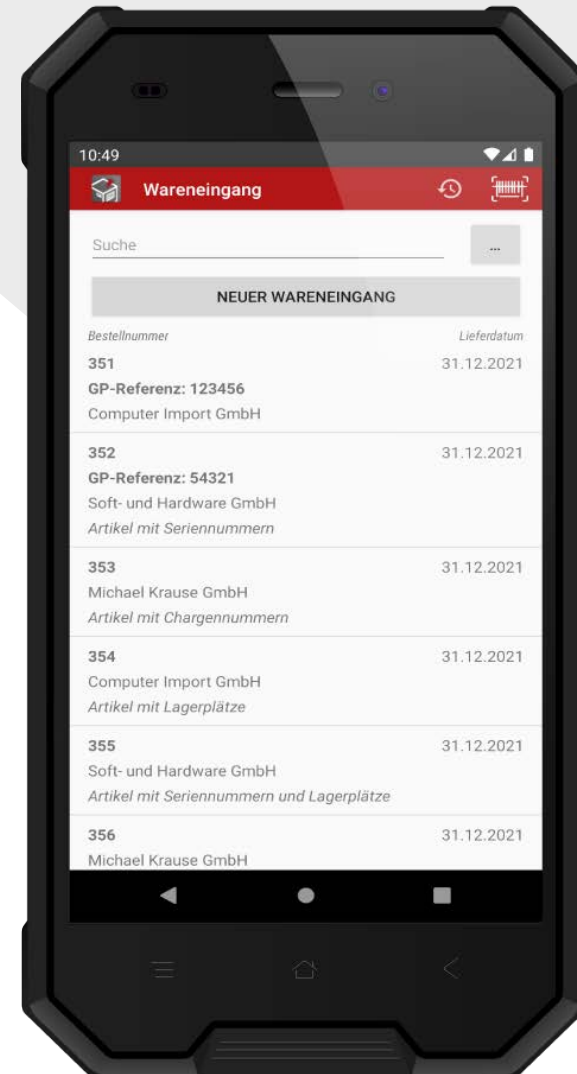 10:49
Wareneingang
Suche
...
NEUER WARENEINGANG
Bestellnummer Lieferdatum
351 31.12.2021
GP-Referenz: 123456
Computer Import GmbH
352 31.12.2021
GP-Referenz: 54321
Soft- und Hardware GmbH
Artikel mit Seriennummern
353 31.12.2021
Michael Krause GmbH
Artikel mit Chargennummern
354 31.12.2021
Computer Import GmbH
Artikel mit Lagerplätze
355 31.12.2021
Soft- und Hardware GmbH
Artikel mit Seriennummern und Lagerplätze
356 31.12.2021
Michael Krause GmbH